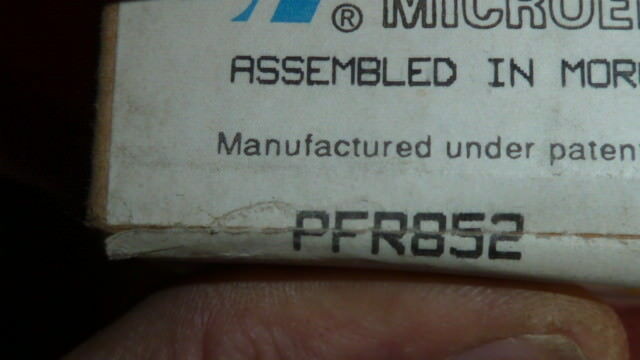 ® MICROE
ASSEMBLED IN MOR
Manufactured under paten
PFR852